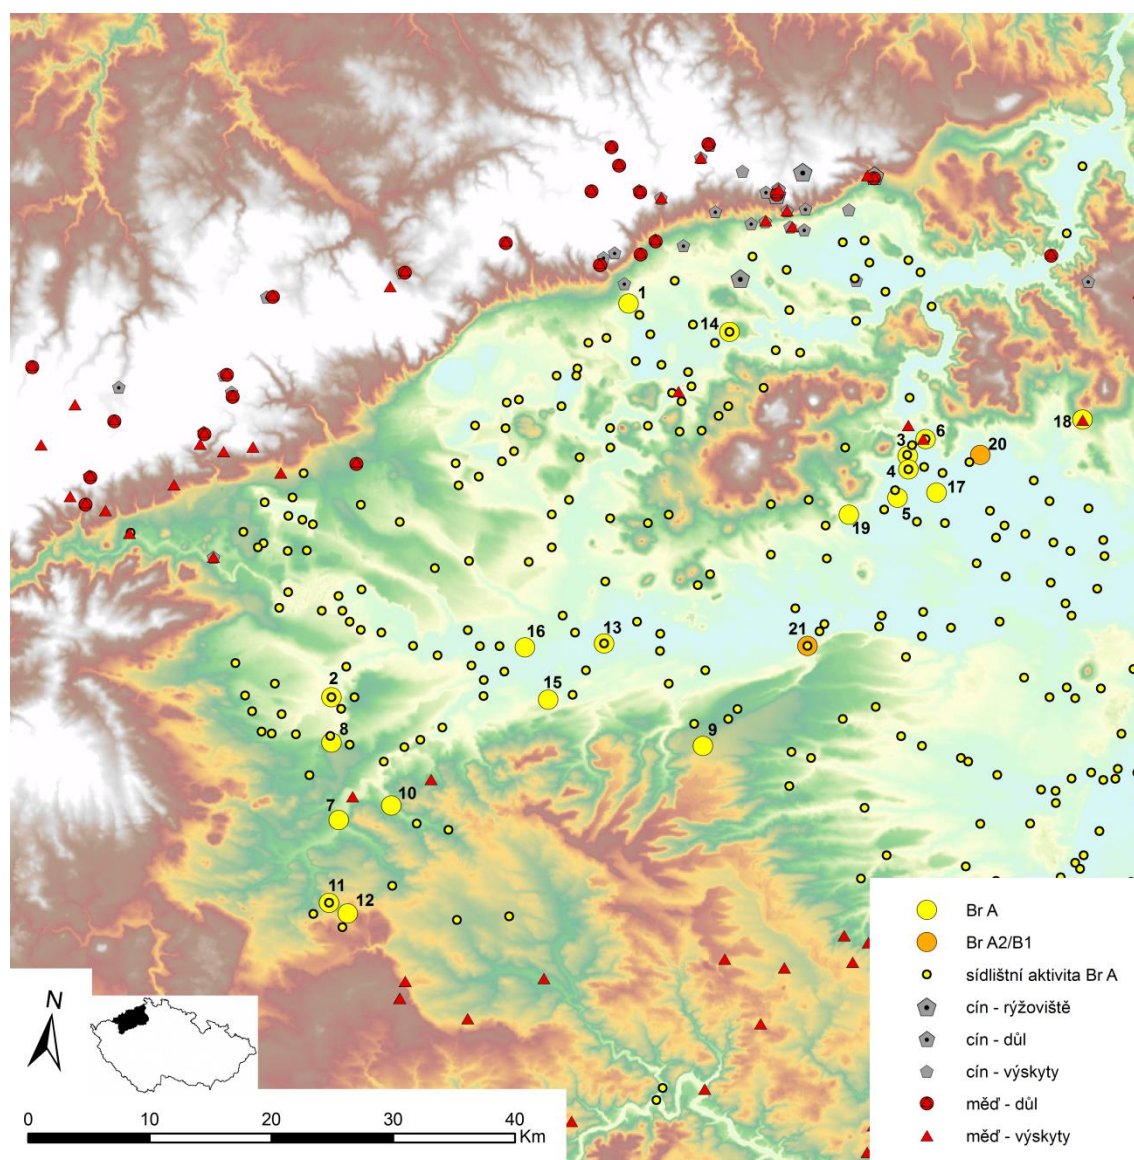 1
14
18
6
3
20
4
17
5
19
16
13
21
2
15
8
9
10
7
11
12
Br A
Br A2/B1
sídlištní aktivita Br A
cín - rýžoviště
cín - důl
cín - výskyty
měď - důl
měď - výskyty
N
0 10 20 30 40
Km